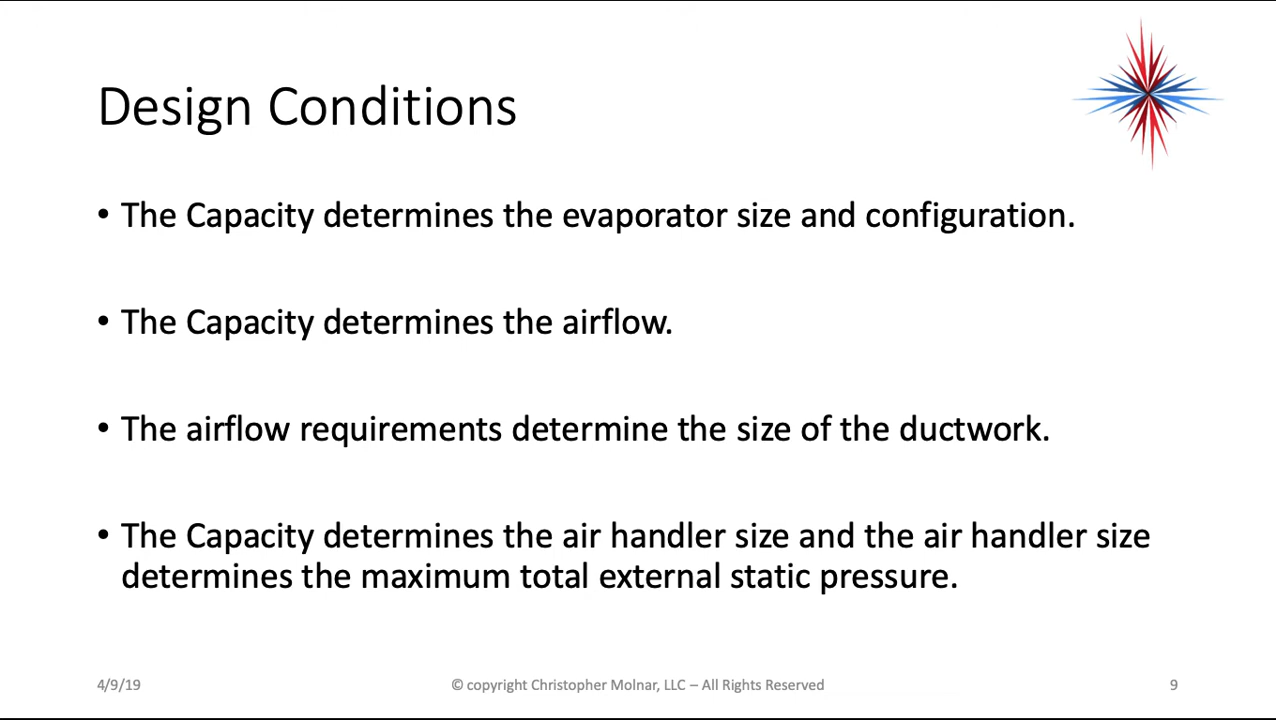 Design Conditions
• The Capacity determines the evaporator size and configuration.
• The Capacity determines the airflow.
• The airflow requirements determine the size of the ductwork.
• The Capacity determines the air handler size and the air handler size
determines the maximum total external static pressure.
4/9/19
© copyright Christopher Molnar, LLC – All Rights Reserved
9